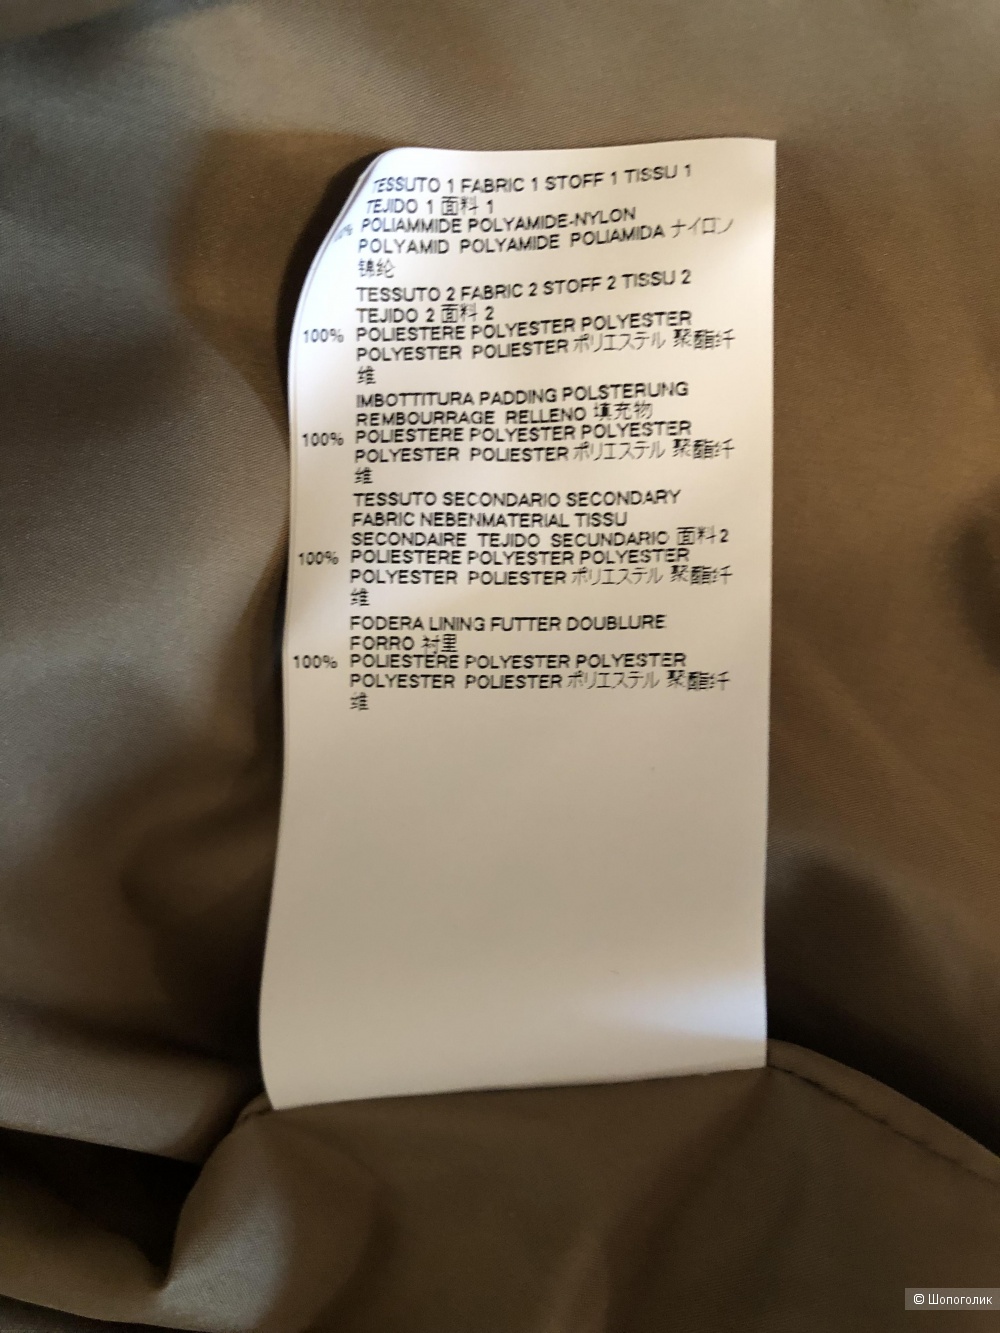 TESSUTO 1 FABRIC 1 STOFF 1 TISSU 1
TEJIDO 1 面料 1
POLIAMMIDE POLYAMIDE-NYLON
POLYAMID POLYAMIDE POLIAMIDA ナイロン
锦纶
TESSUTO 2 FABRIC 2 STOFF 2 TISSU 2
TEJIDO 2 面料 2
100% POLIESTERE POLYESTER POLYESTER
POLYESTER POLIESTER ポリエステル 聚酯纤
维
IMBOTTITURA PADDING POLSTERUNG
REMBOURRAGE RELLENO 填充物
100% POLIESTERE POLYESTER POLYESTER
POLYESTER POLIESTER ポリエステル 聚酯纤
维
TESSUTO SECONDARIO SECONDARY
FABRIC NEBENMATERIAL TISSU
SECONDAIRE TEJIDO SECUNDARIO 面料2
100% POLIESTERE POLYESTER POLYESTER
POLYESTER POLIESTER ポリエステル 聚酯纤
维
FODERA LINING FUTTER DOUBLURE
FORRO 衬里
100% POLIESTERE POLYESTER POLYESTER
POLYESTER POLIESTER ポリエステル 聚酯纤
维
© Шопоголик